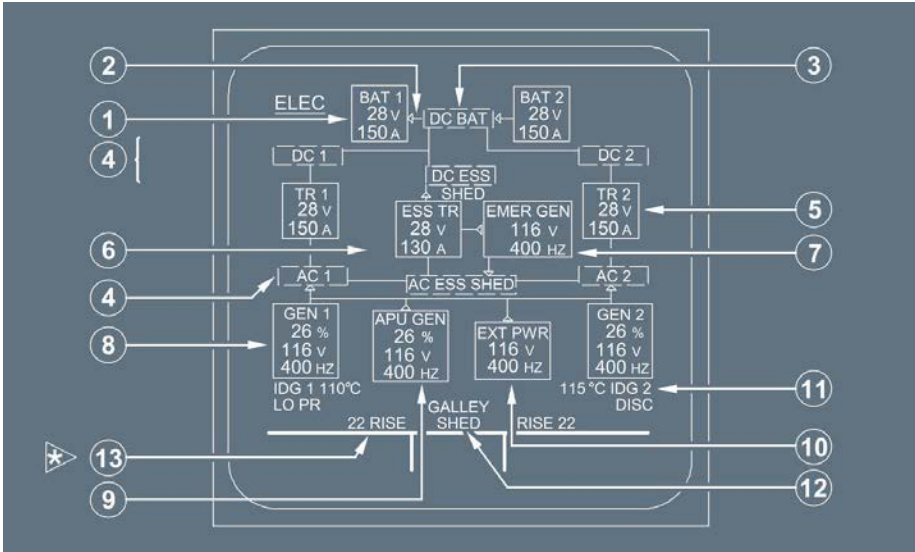 2
3
1
4
ELEC
BAT 1
28 V
150 A
DC BAT
BAT 2
28 V
150 A
DC 1
DC 2
DC ESS
SHED
TR 1
28 V
150 A
ESS TR
28 V
130 A
EMER GEN
116 V
400 HZ
TR 2
28 V
150 A
5
6
7
4
AC 1
AC ESS SHED
AC 2
8
GEN 1
26 %
116 V
400 HZ
APU GEN
26 %
116 V
400 HZ
EXT PWR
116 V
400 HZ
GEN 2
26 %
116 V
400 HZ
IDG 1 110°C
LO PR
115 °C IDG 2
DISC
11
22 RISE
GALLEY
SHED
RISE 22
10
* 13
9
12